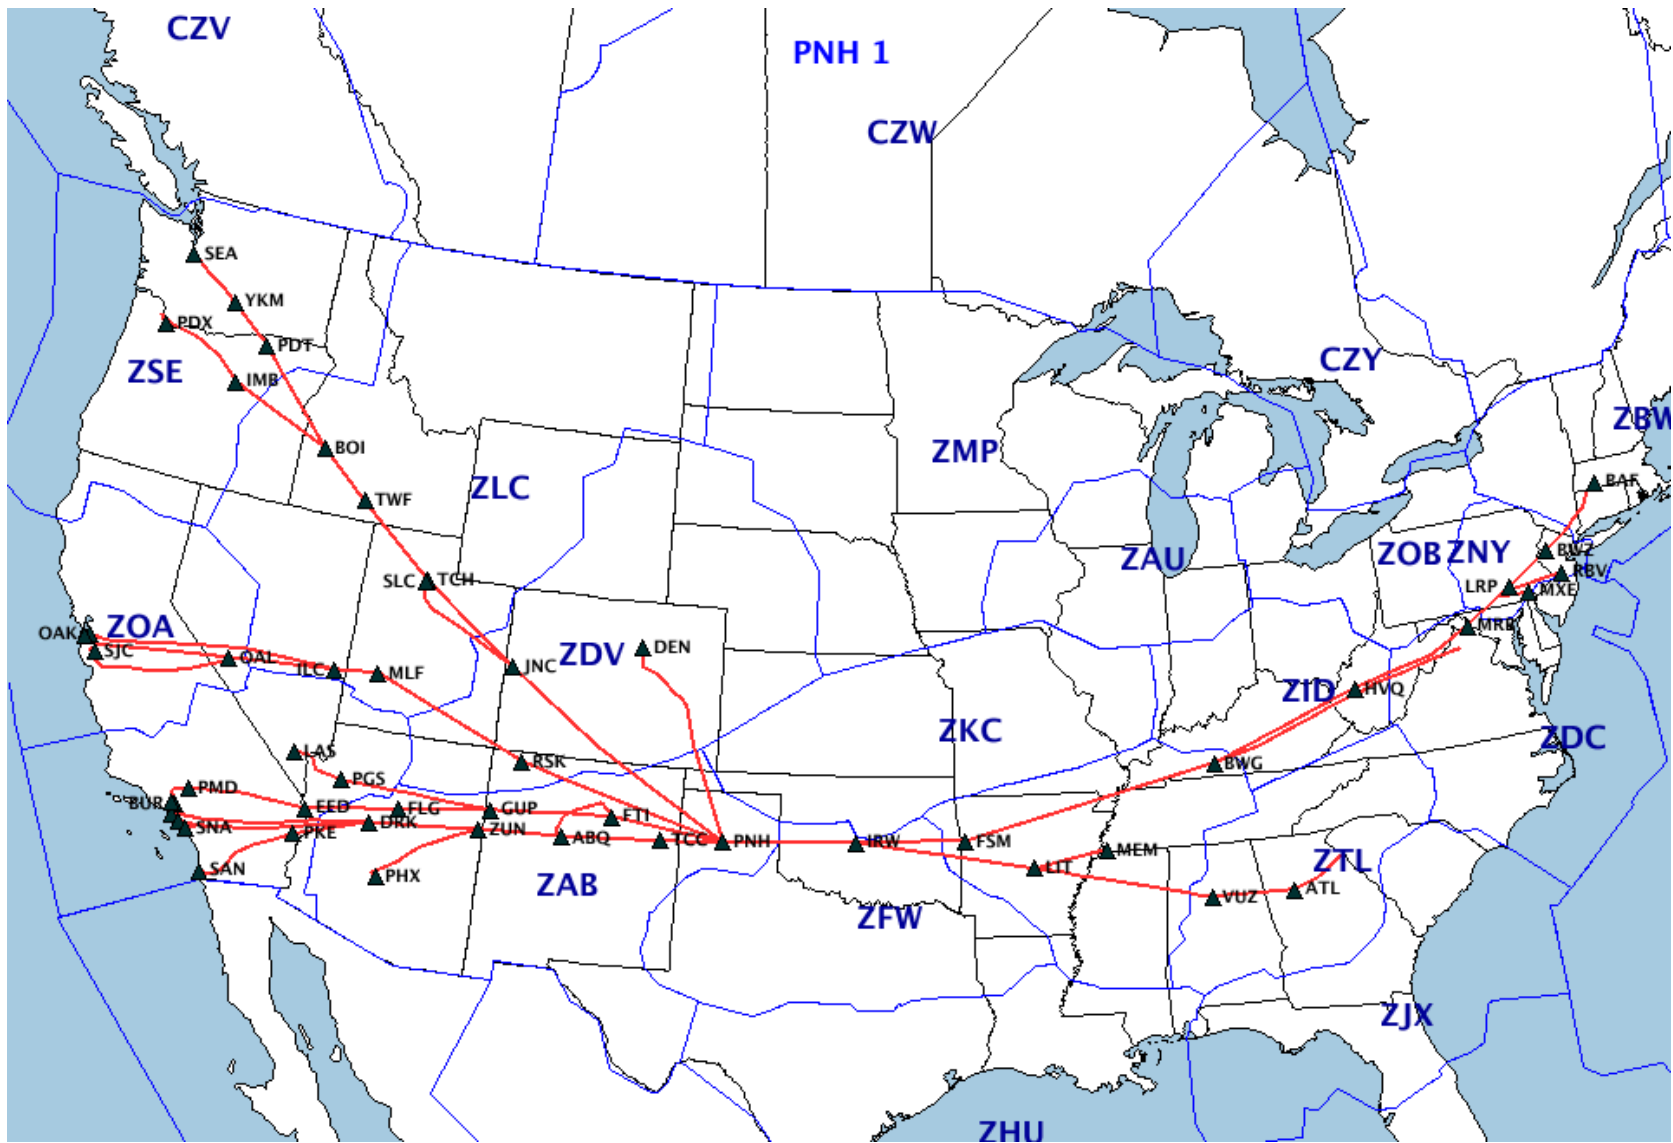 CZV
PNH 1
CZW
SEA
YKM
PDX
PDT
ZSE
IMB
CZY
ZBW
BOI
ZMP
ZLC
TWF
BAF
ZAU
ZOB
ZNY
BWZ
SLC
TCH
RBV
LRP
MXE
OAK
ZOA
MRB
SJC
OAL
ILC
MLF
JNC
ZDV
DEN
ZID
HVQ
ZKC
ZDC
LAS
RSK
BWG
PGS
PMD
BUR
EED
FLG
GUP
FTI
SNA
PKE
DRK
ZUN
ABQ
TCC
PNH
IRW
FSM
MEM
LIT
ZTL
SAN
PHX
ZAB
VUZ
ATL
ZFW
ZJX
ZHU